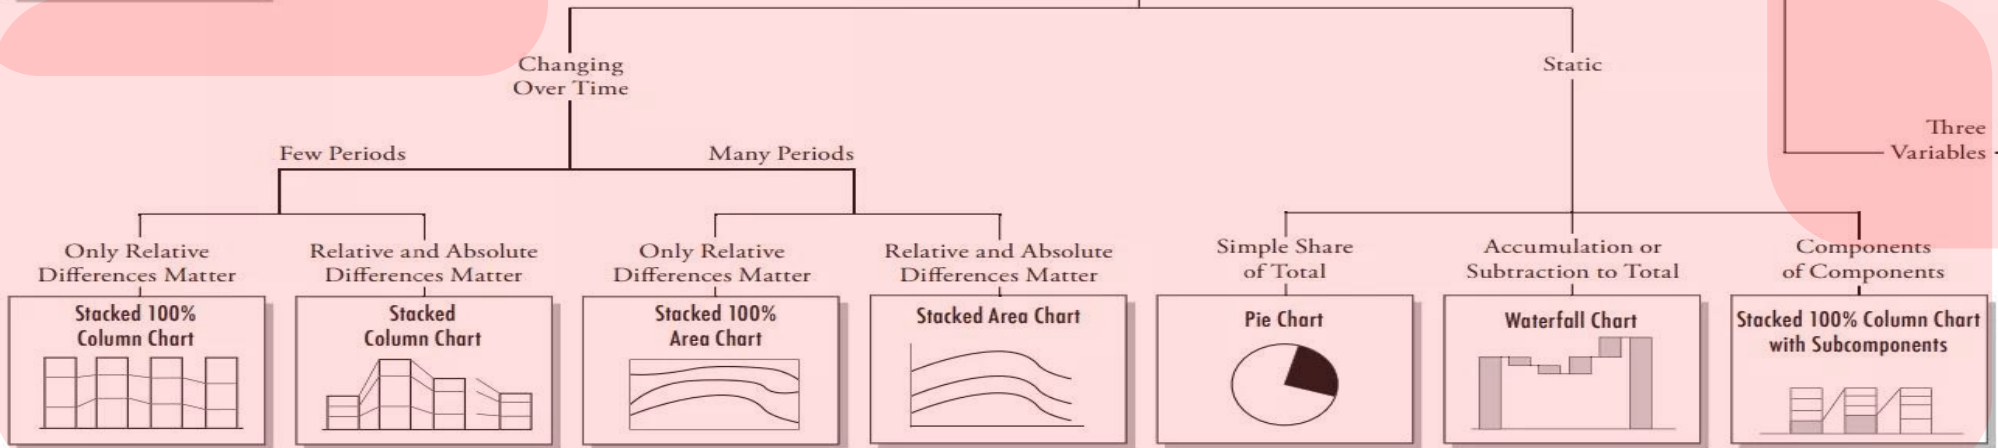 Changing
Over Time
Static
Three
Variables
Few Periods
Many Periods
Only Relative
Differences Matter
Relative and Absolute
Differences Matter
Only Relative
Differences Matter
Relative and Absolute
Differences Matter
Simple Share
of Total
Accumulation or
Subtraction to Total
Components
of Components
Stacked 100%
Column Chart
Stacked
Column Chart
Stacked 100%
Area Chart
Stacked Area Chart
Pie Chart
Waterfall Chart
Stacked 100% Column Chart
with Subcomponents